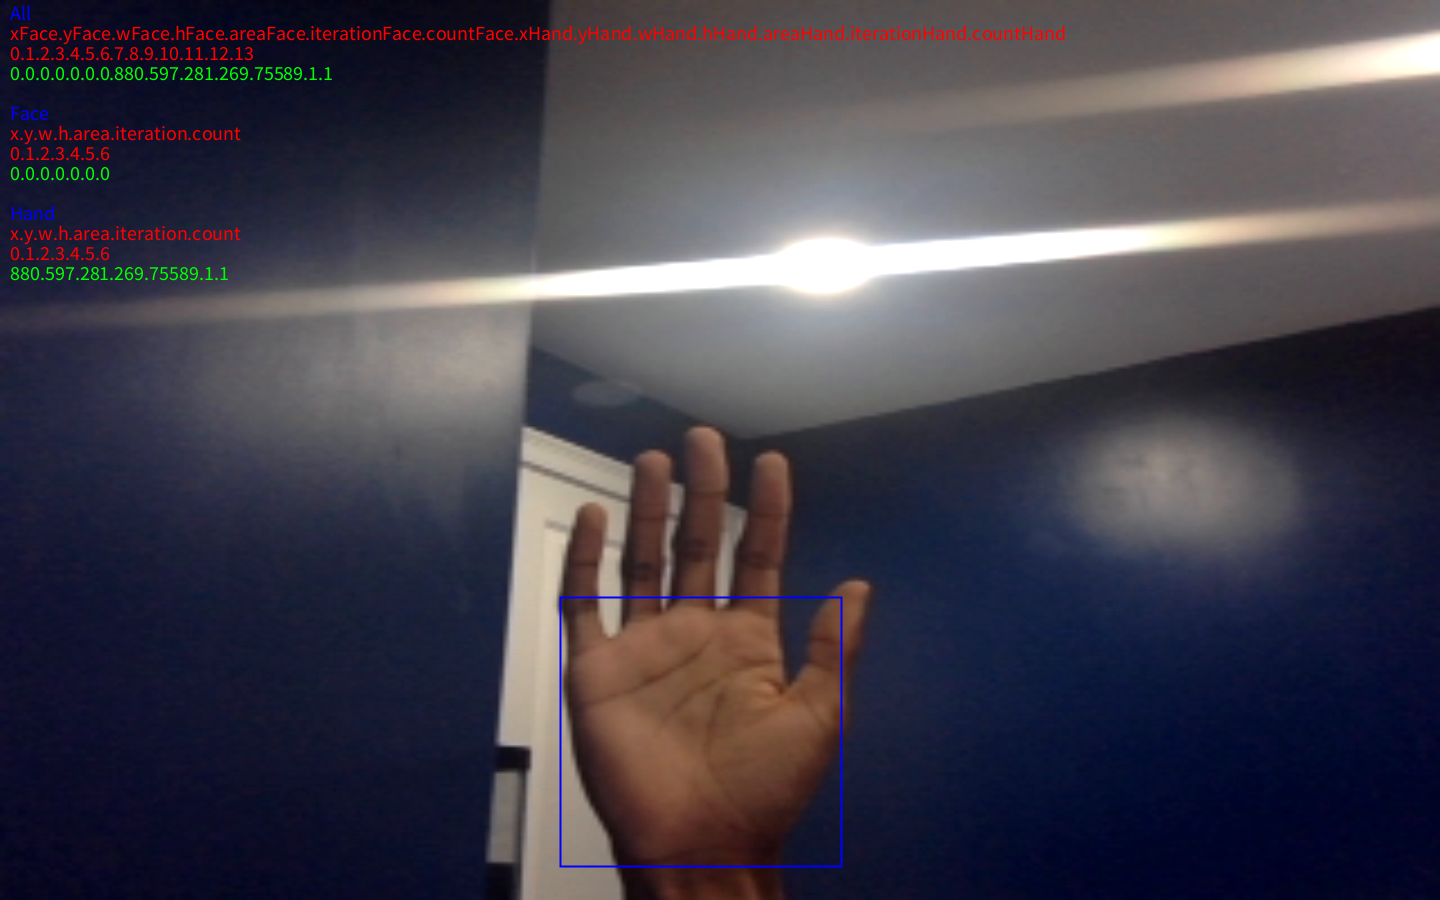 All
xFace.yFace.wFace.hFace.areaFace.iterationFace.countFace.xHand.yHand.wHand.hHand.areaHand.iterationHand.countHand
0.1.2.3.4.5.6.7.8.9.10.11.12.13
0.0.0.0.0.0.0.880.597.281.269.75589.1.1
Face
x.y.w.h.area.iteration.count
0.1.2.3.4.5.6
0.0.0.0.0.0.0
Hand
x.y.w.h.area.iteration.count
0.1.2.3.4.5.6
880.597.281.269.75589.1.1